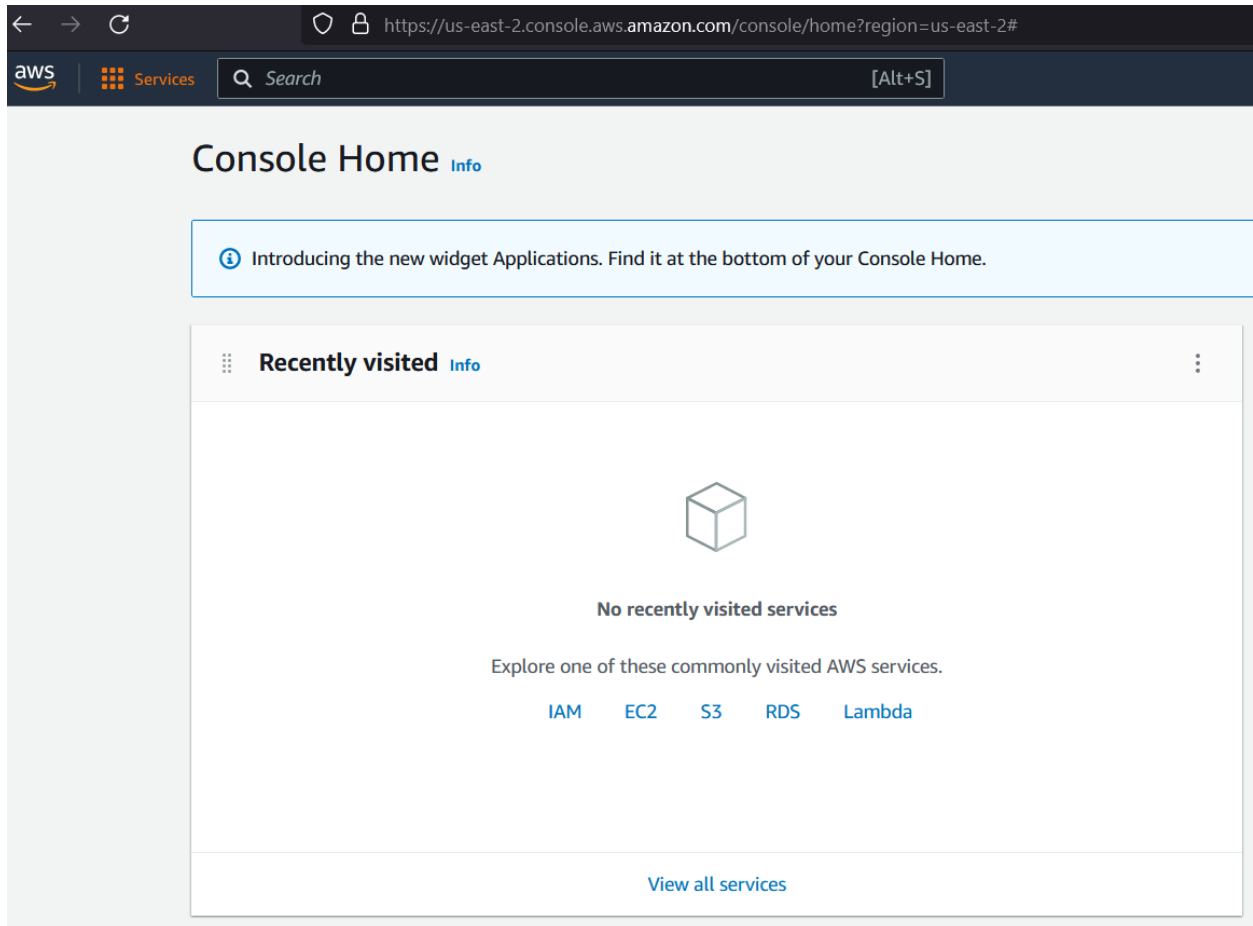 https://us-east-2.console.aws.amazon.com/console/home?region=us-east-2#
aws Services Search [Alt+S]
Console Home Info
Introducing the new widget Applications. Find it at the bottom of your Console Home.
Recently visited Info
No recently visited services
Explore one of these commonly visited AWS services.
IAM EC2 S3 RDS Lambda
View all services